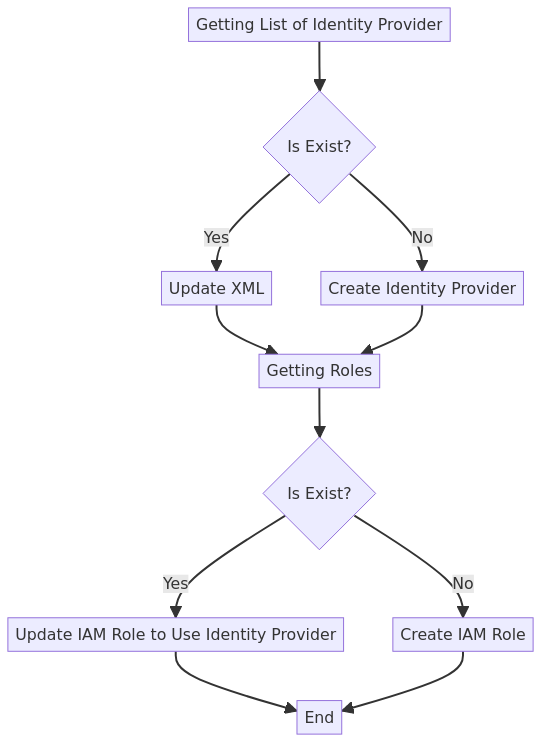 Getting List of Identity Provider
Is Exist?
Yes
No
Update XML
Create Identity Provider
Getting Roles
Is Exist?
Yes
No
Update IAM Role to Use Identity Provider
Create IAM Role
End